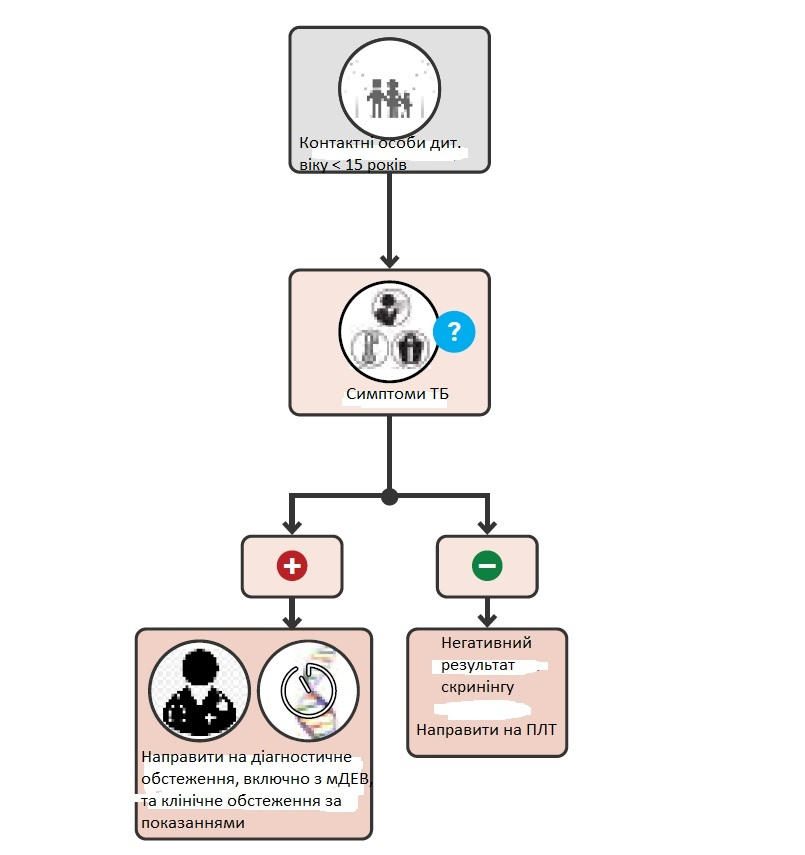 Контактні особи дит.
віку < 15 років
?
Симптоми ТБ
+
−
Направити на діагностичне
обстеження, включно з мДЕВ,
та клінічне обстеження за
показаннями
Негативний
результат
скринінгу
Направити на ПЛТ